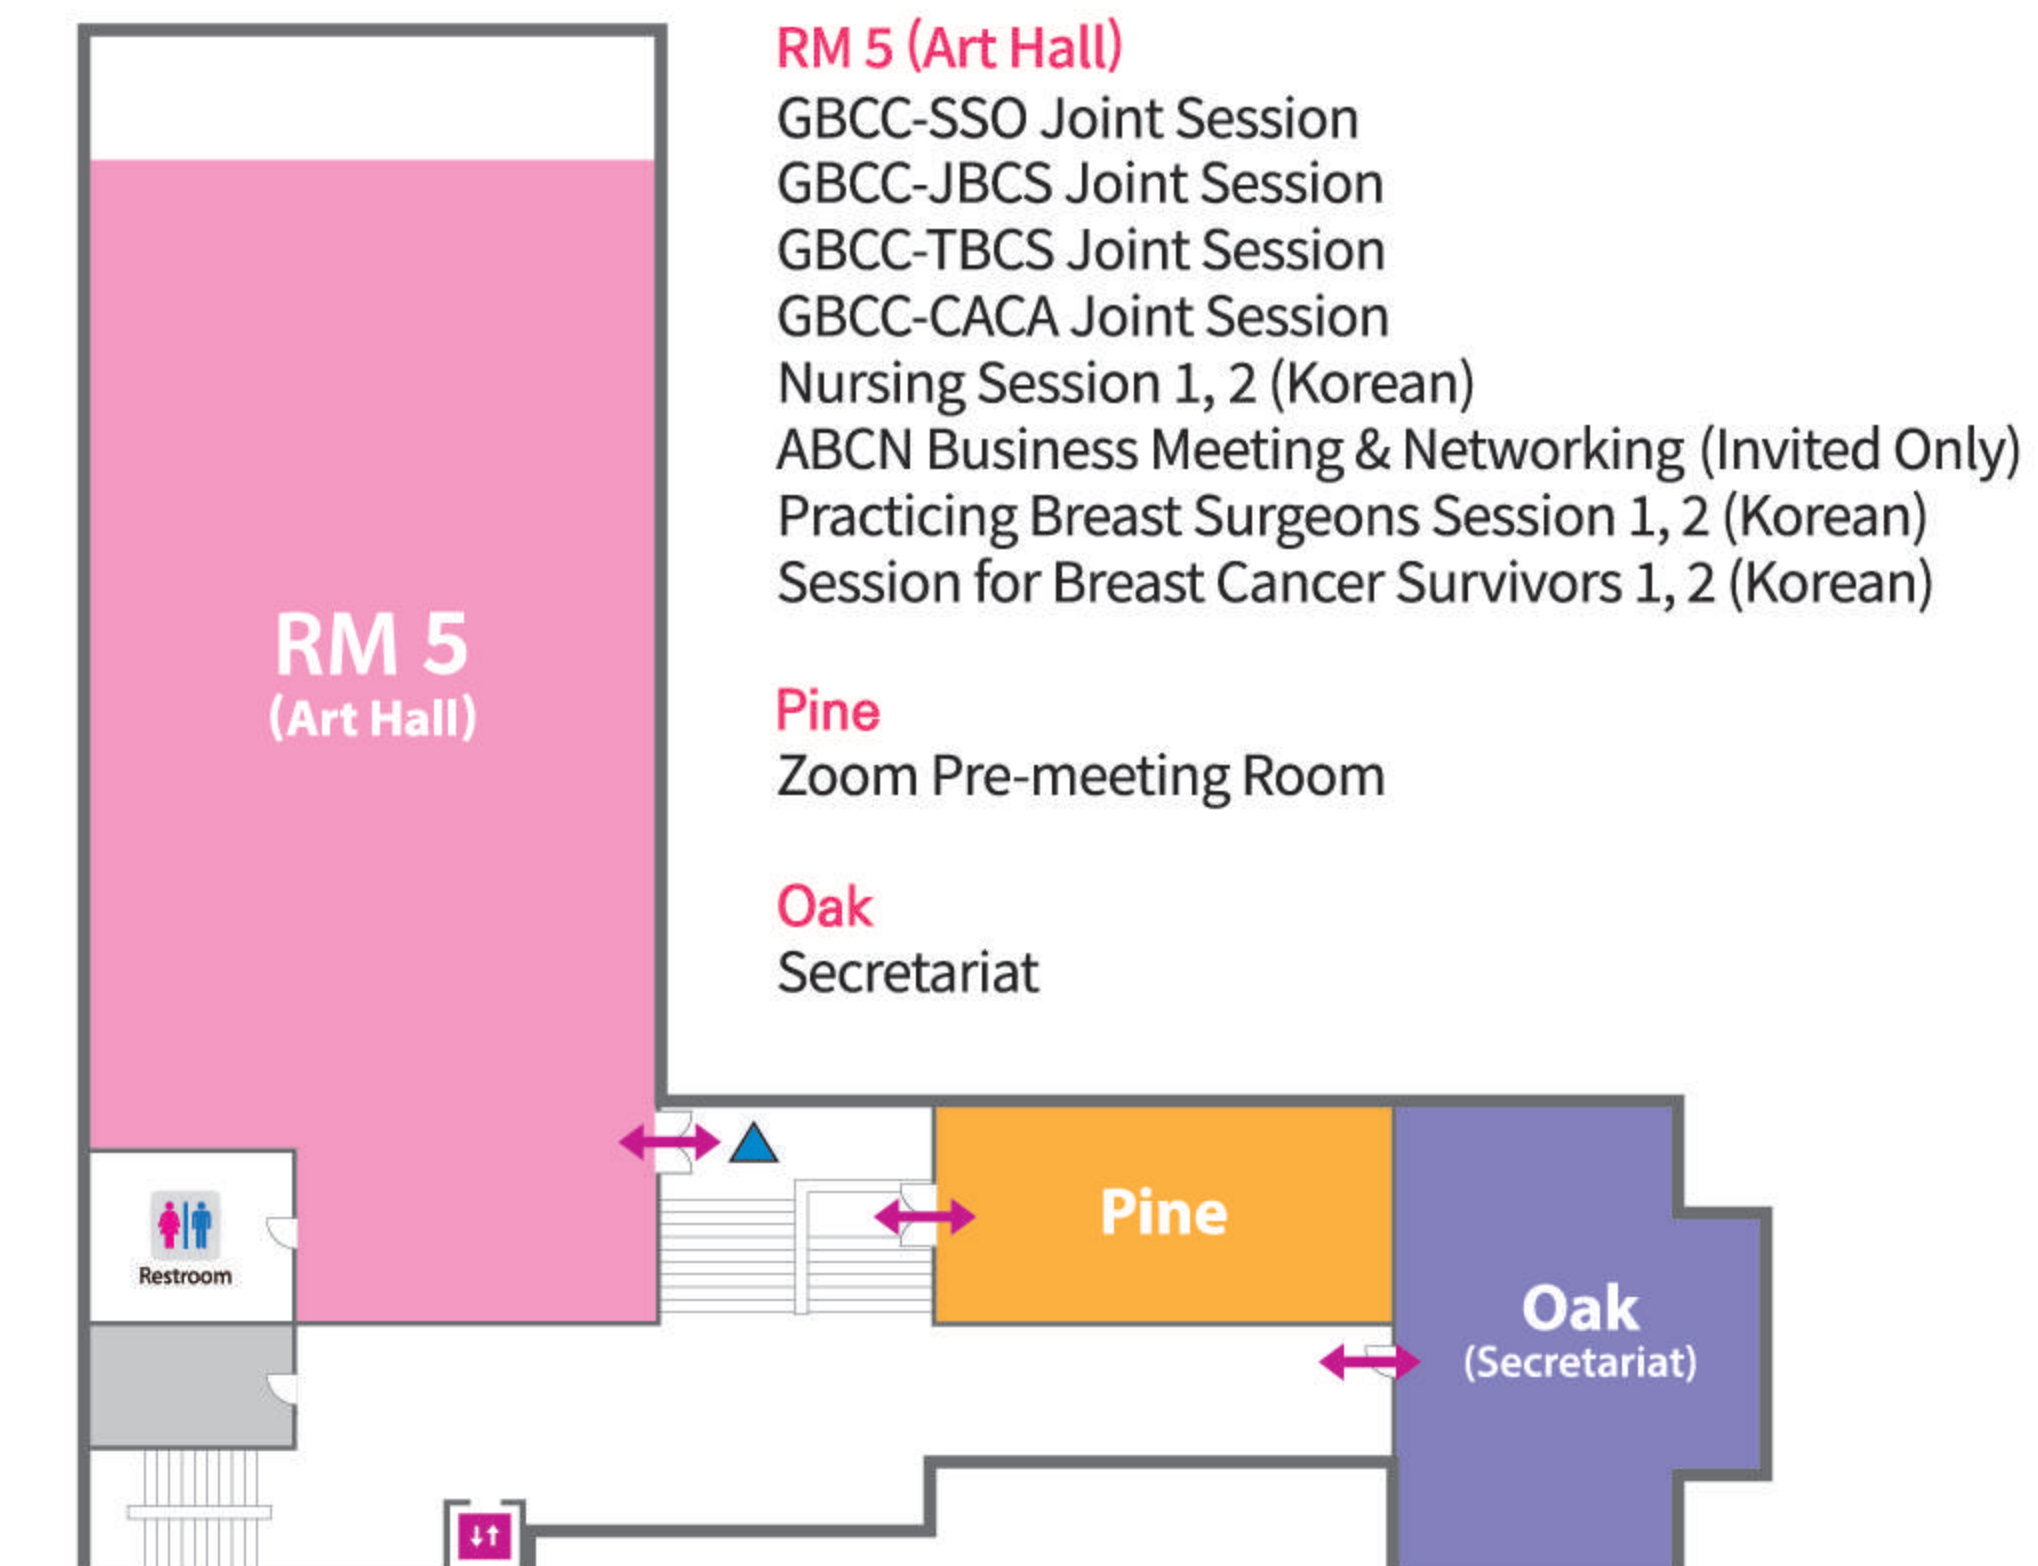 RM 5 (Art Hall)
GBCC-SSO Joint Session
GBCC-JBCS Joint Session
GBCC-TBCS Joint Session
GBCC-CACA Joint Session
Nursing Session 1, 2 (Korean)
ABCN Business Meeting & Networking (Invited Only)
Practicing Breast Surgeons Session 1, 2 (Korean)
Session for Breast Cancer Survivors 1, 2 (Korean)
Pine
Zoom Pre-meeting Room
Oak
Secretariat
RM 5
(Art Hall)
Restroom
Pine
Oak
(Secretariat)